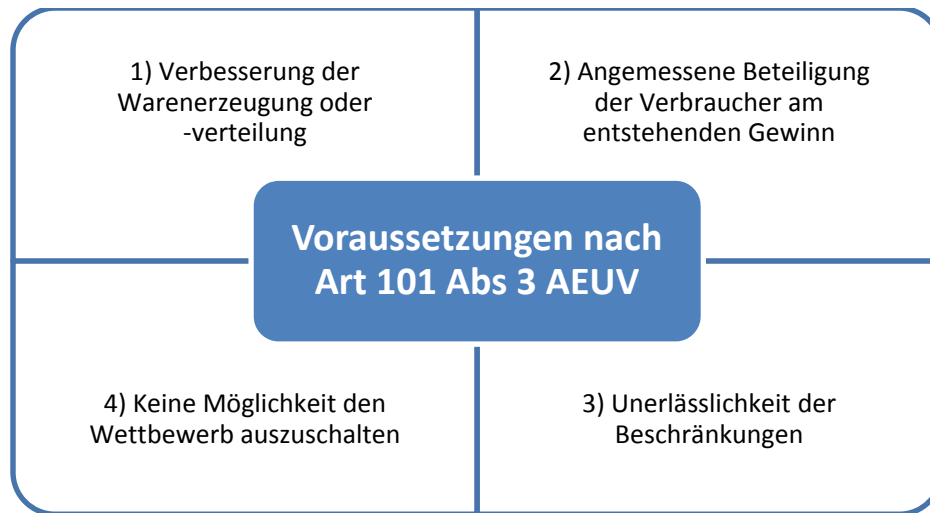 1) Verbesserung der
Warenerzeugung oder
-verteilung
2) Angemessene Beteiligung
der Verbraucher am
entstehenden Gewinn
Voraussetzungen nach
Art 101 Abs 3 AEUV
4) Keine Möglichkeit den
Wettbewerb auszuschalten
3) Unerlässlichkeit der
Beschränkungen